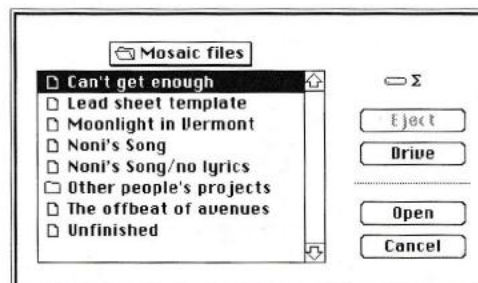 Mosaic files
Can't get enough
Lead sheet template
Moonlight in Vermont
Noni's Song
Noni's Song/no lyrics
Other people's projects
The offbeat of avenues
Unfinished
Σ
Eject
Drive
Open
Cancel